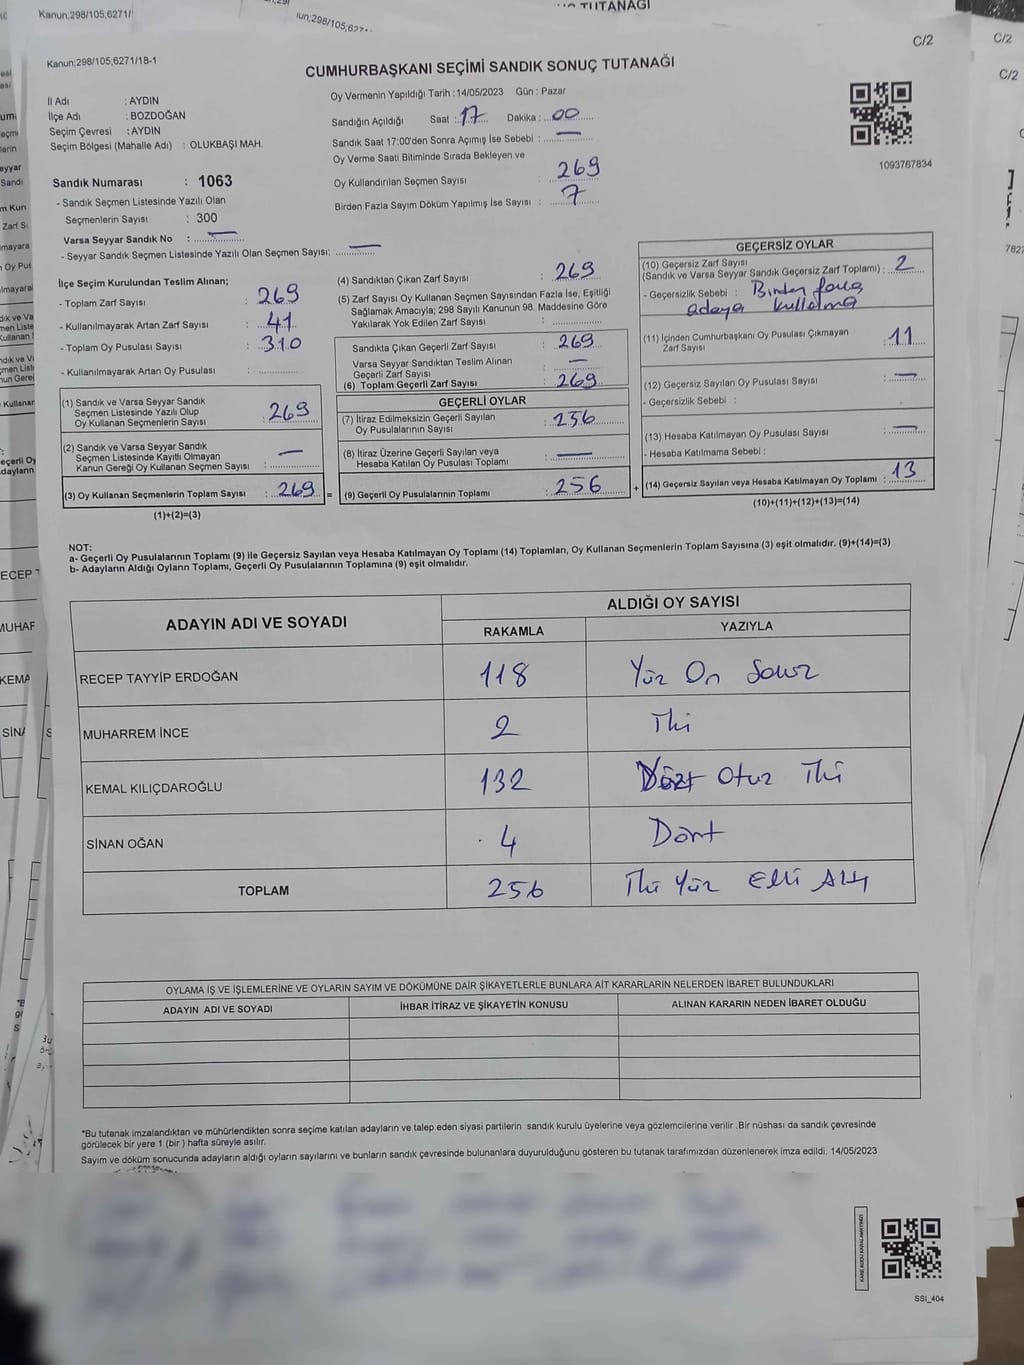 Kanun;298/105;6271/
C/2
C/2
C/2
Kanun;298/105;6271/18-1
CUMHURBAŞKANI SEÇİMİ SANDIK SONUÇ TUTANAĞI
İl Adı : AYDIN
İlçe Adı : BOZDOĞAN
Seçim Çevresi : AYDIN
Seçim Bölgesi (Mahalle Adı) : OLUKBAŞI MAH.
Oy Vermenin Yapıldığı Tarih :14/05/2023 Gün : Pazar
Sandığın Açıldığı Saat : 17 Dakika : 00
Sandık Saat 17:00'den Sonra Açımış İse Sebebi : —
Oy Verme Saati Bitiminde Sırada Bekleyen ve
Oy Kullandırılan Seçmen Sayısı : 269
Birden Fazla Sayım Döküm Yapılmış İse Sayısı : 7
1093767834
Sandık Numarası : 1063
- Sandık Seçmen Listesinde Yazılı Olan
Seçmenlerin Sayısı : 300
Varsa Seyyar Sandık No : —
- Seyyar Sandık Seçmen Listesinde Yazılı Olan Seçmen Sayısı: —
İlçe Seçim Kurulundan Teslim Alınan;
- Toplam Zarf Sayısı : 269
- Kullanılmayarak Artan Zarf Sayısı : 41
- Toplam Oy Pusulası Sayısı : 310
- Kullanılmayarak Artan Oy Pusulası :
(1) Sandık ve Varsa Seyyar Sandık
Seçmen Listesinde Yazılı Olup
Oy Kullanan Seçmenlerin Sayısı : 269
(2) Sandık ve Varsa Seyyar Sandık
Seçmen Listesinde Kayıtlı Olmayan
Kanun Gereği Oy Kullanan Seçmen Sayısı : —
(3) Oy Kullanan Seçmenlerin Toplam Sayısı : 269
(1)+(2)=(3)
(4) Sandıktan Çıkan Zarf Sayısı : 269
(5) Zarf Sayısı Oy Kullanan Seçmen Sayısından Fazla İse, Eşitliği
Sağlamak Amacıyla; 298 Sayılı Kanunun 98. Maddesine Göre
Yakılarak Yok Edilen Zarf Sayısı :
Sandıkta Çıkan Geçerli Zarf Sayısı : 269
Varsa Seyyar Sandıktan Teslim Alınan
Geçerli Zarf Sayısı : —
(6) Toplam Geçerli Zarf Sayısı : 269
GEÇERLİ OYLAR
(7) İtiraz Edilmeksizin Geçerli Sayılan
Oy Pusulalarının Sayısı : 256
(8) İtiraz Üzerine Geçerli Sayılan veya
Hesaba Katılan Oy Pusulası Toplamı : —
= (9) Geçerli Oy Pusulalarının Toplamı : 256
GEÇERSİZ OYLAR
(10) Geçersiz Zarf Sayısı
(Sandık ve Varsa Seyyar Sandık Geçersiz Zarf Toplamı) : 2
- Geçersizlik Sebebi : Birden fazla
adaya kullanma
(11) İçinden Cumhurbaşkanı Oy Pusulası Çıkmayan
Zarf Sayısı : 11
(12) Geçersiz Sayılan Oy Pusulası Sayısı : —
- Geçersizlik Sebebi :
(13) Hesaba Katılmayan Oy Pusulası Sayısı : —
- Hesaba Katılmama Sebebi :
+ (14) Geçersiz Sayılan veya Hesaba Katılmayan Oy Toplamı : 13
(10)+(11)+(12)+(13)=(14)
NOT:
a- Geçerli Oy Pusulalarının Toplamı (9) ile Geçersiz Sayılan veya Hesaba Katılmayan Oy Toplamı (14) Toplamları, Oy Kullanan Seçmenlerin Toplam Sayısına (3) eşit olmalıdır. (9)+(14)=(3)
b- Adayların Aldığı Oyların Toplamı, Geçerli Oy Pusulalarının Toplamına (9) eşit olmalıdır.
ADAYIN ADI VE SOYADI ALDIĞI OY SAYISI
RAKAMLA YAZIYLA
RECEP TAYYİP ERDOĞAN 118 Yüz On Sekiz
MUHARREM İNCE 2 İki
KEMAL KILIÇDAROĞLU 132 Otuz İki
SİNAN OĞAN 4 Dört
TOPLAM 256 İki Yüz Elli Altı
OYLAMA İŞ VE İŞLEMLERİNE VE OYLARIN SAYIM VE DÖKÜMÜNE DAİR ŞİKAYETLERLE BUNLARA AİT KARARLARIN NELERDEN İBARET BULUNDUKLARI
ADAYIN ADI VE SOYADI İHBAR İTİRAZ VE ŞİKAYETİN KONUSU ALINAN KARARIN NEDEN İBARET OLDUĞU
*Bu tutanak imzalandıktan ve mühürlendikten sonra seçime katılan adayların ve talep eden siyasi partilerin sandık kurulu üyelerine veya gözlemcilerine verilir .Bir nüshası da sandık çevresinde
görülecek bir yere 1 (bir ) hafta süreyle asılır.
Sayım ve döküm sonucunda adayların aldığı oyların sayılarını ve bunların sandık çevresinde bulunanlara duyurulduğunu gösteren bu tutanak tarafımızdan düzenlenerek imza edildi. 14/05/2023
KARE KODU KARALAMAYINIZ!
SSİ_404